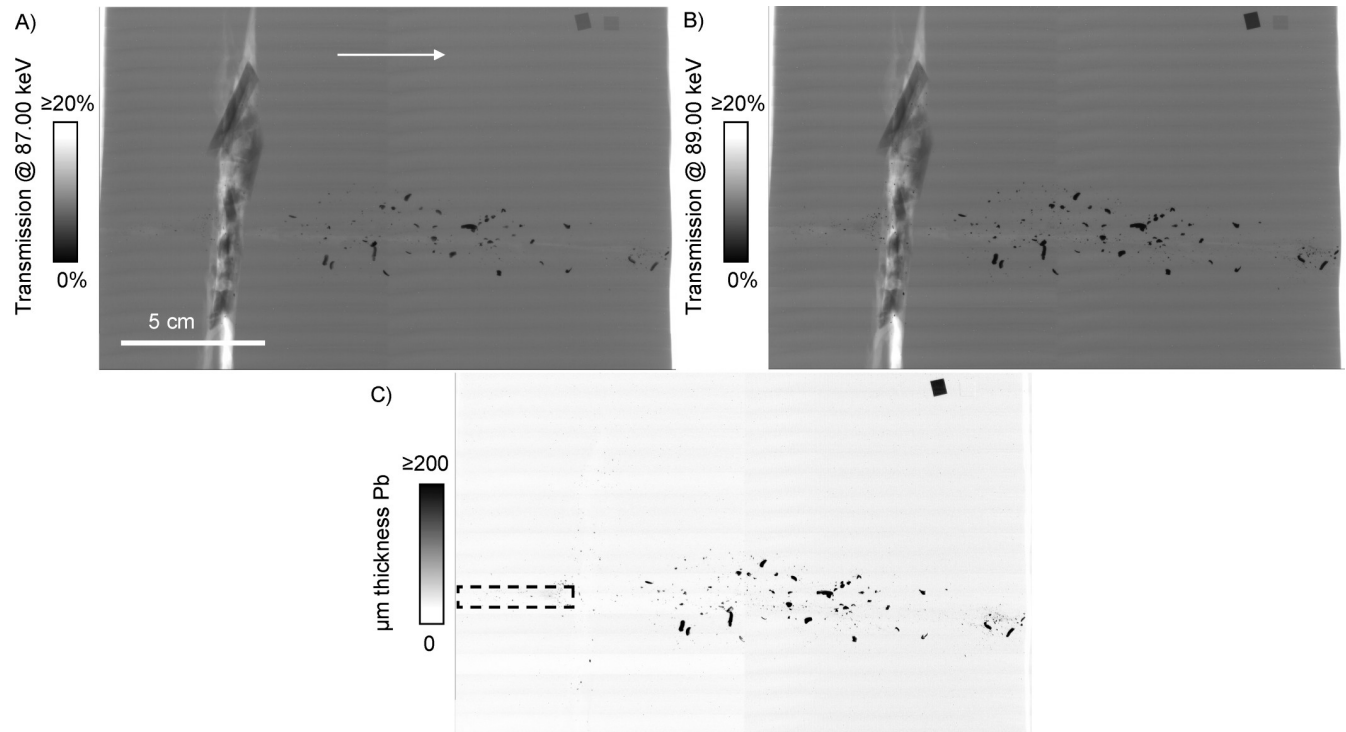 A)
Transmission @ 87.00 keV
≥20%
0%
5 cm
B)
Transmission @ 89.00 keV
≥20%
0%
C)
µm thickness Pb
≥200
0